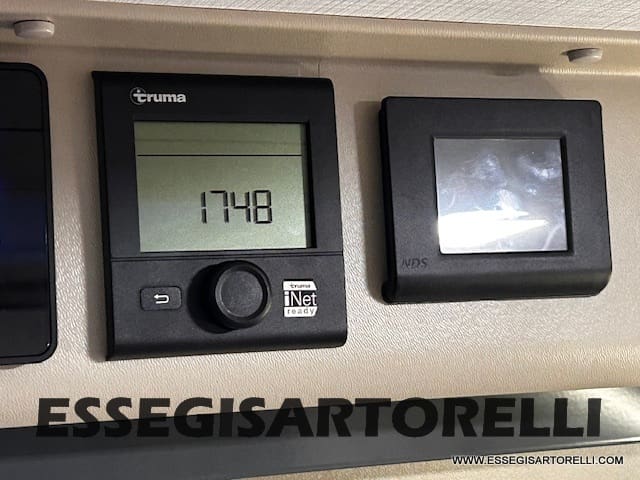 truma
1748
truma
iNet
ready
NDS
ESSEGISARTORELLI
WWW.ESSEGISARTORELLI.COM